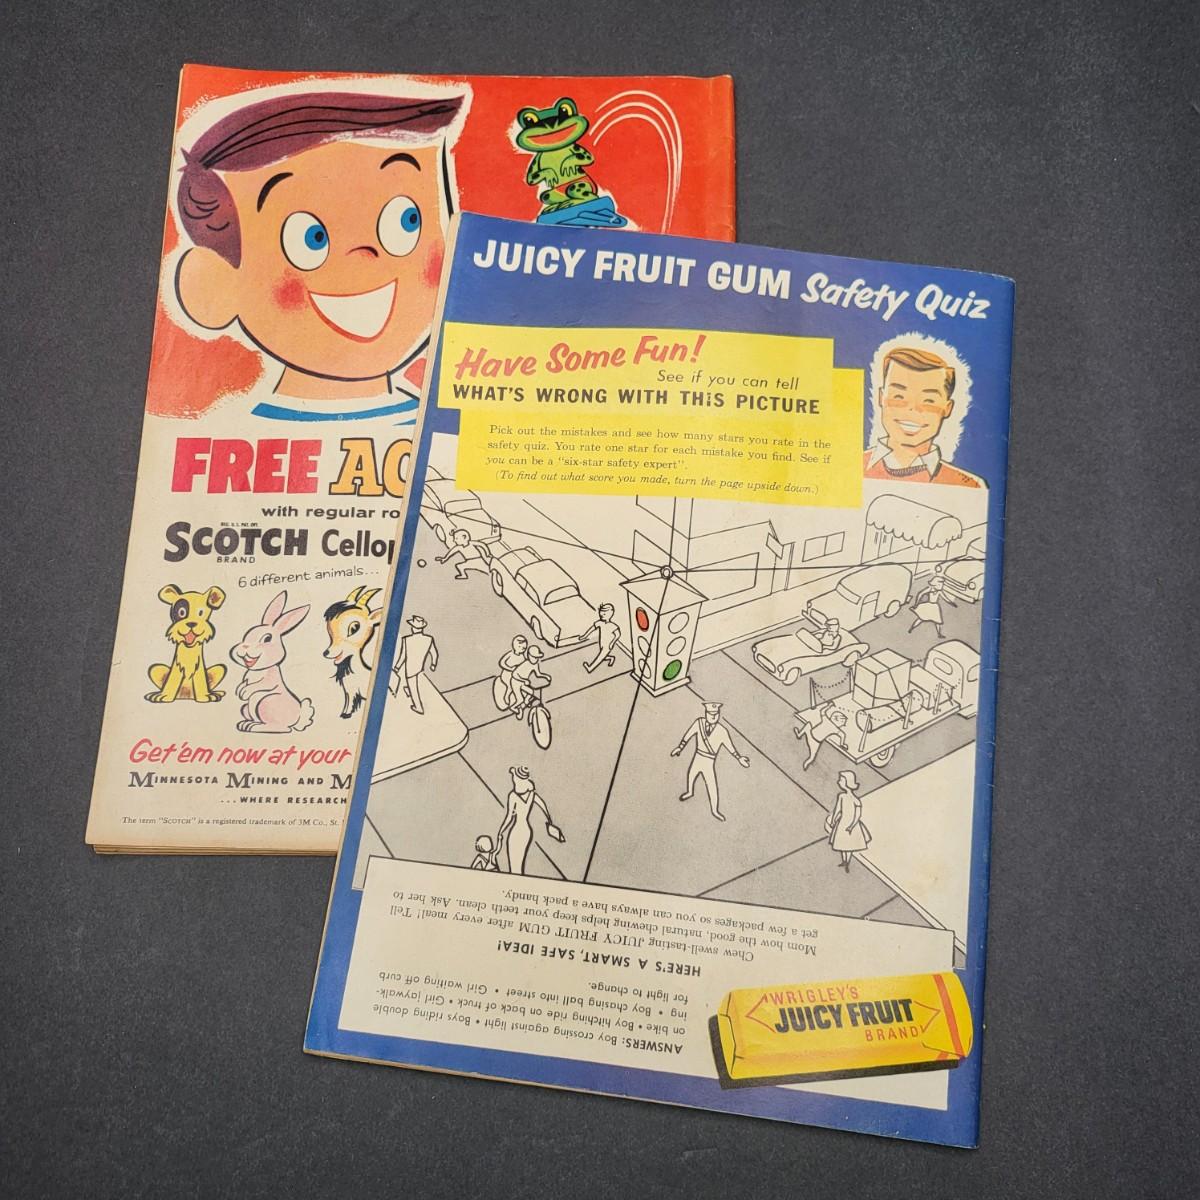 FREE
with regular ro
REG. U.S. PAT. OFF.
SCOTCH Cellop
BRAND
6 different animals...
Get 'em now at your
MINNESOTA MINING AND M
...WHERE RESEARCH
The term "SCOTCH" is a registered trademark of 3M Co., St.
JUICY FRUIT GUM Safety Quiz
Have Some Fun!
See if you can tell
WHAT'S WRONG WITH THIS PICTURE
Pick out the mistakes and see how many stars you rate in the
safety quiz. You rate one star for each mistake you find. See if
you can be a "six-star safety expert".
(To find out what score you made, turn the page upside down.)
ANSWERS: Boy crossing against light • Boys riding double
on bike • Boy hitching ride on back of truck • Girl jaywalk-
ing • Boy chasing ball into street • Girl waiting off curb
for light to change.
HERE'S A SMART, SAFE IDEA!
Chew swell-tasting JUICY FRUIT GUM after every meal! Tell
Mom how the good, natural chewing helps keep your teeth clean. Ask her to
get a few packages so you can always have a pack handy.
WRIGLEY'S
JUICY FRUIT
BRAND